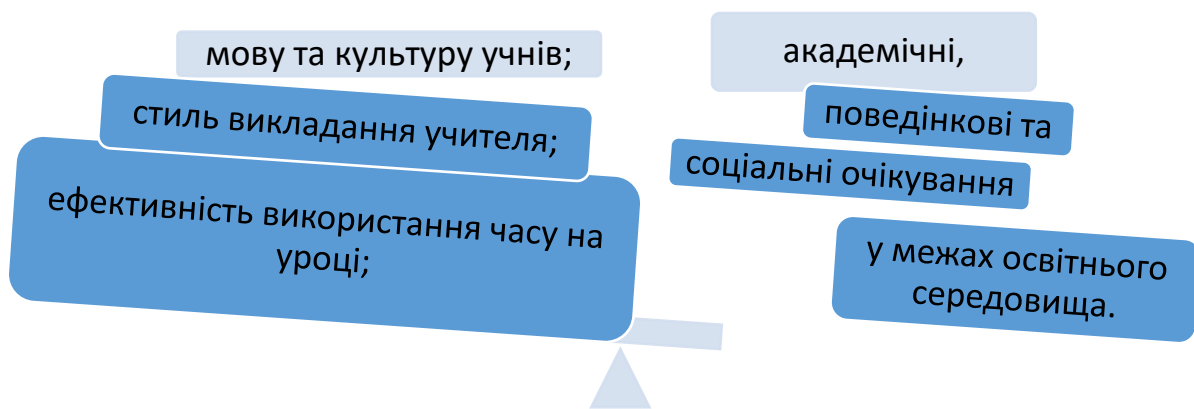 мову та культуру учнів;
стиль викладання учителя;
ефективність використання часу на
уроці;
академічні,
поведінкові та
соціальні очікування
у межах освітнього
середовища.